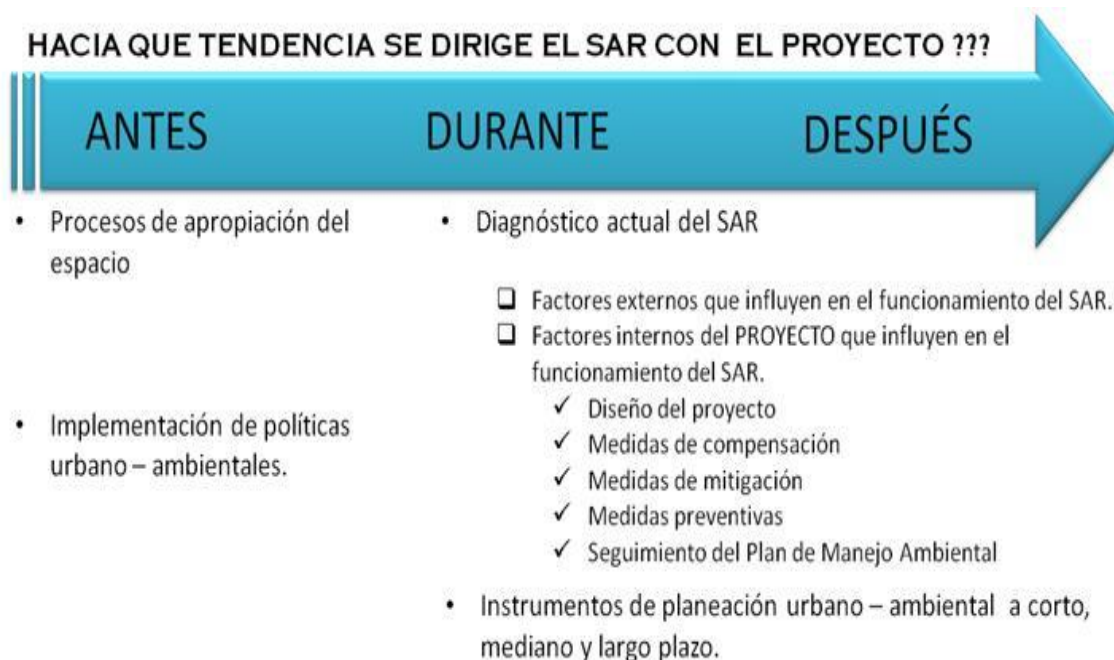 HACIA QUE TENDENCIA SE DIRIGE EL SAR CON EL PROYECTO ???
ANTES
DURANTE
DESPUÉS
• Procesos de apropiación del
espacio
• Implementación de políticas
urbano – ambientales.
• Diagnóstico actual del SAR
❑ Factores externos que influyen en el funcionamiento del SAR.
❑ Factores internos del PROYECTO que influyen en el
funcionamiento del SAR.
✓ Diseño del proyecto
✓ Medidas de compensación
✓ Medidas de mitigación
✓ Medidas preventivas
✓ Seguimiento del Plan de Manejo Ambiental
• Instrumentos de planeación urbano – ambiental a corto,
mediano y largo plazo.